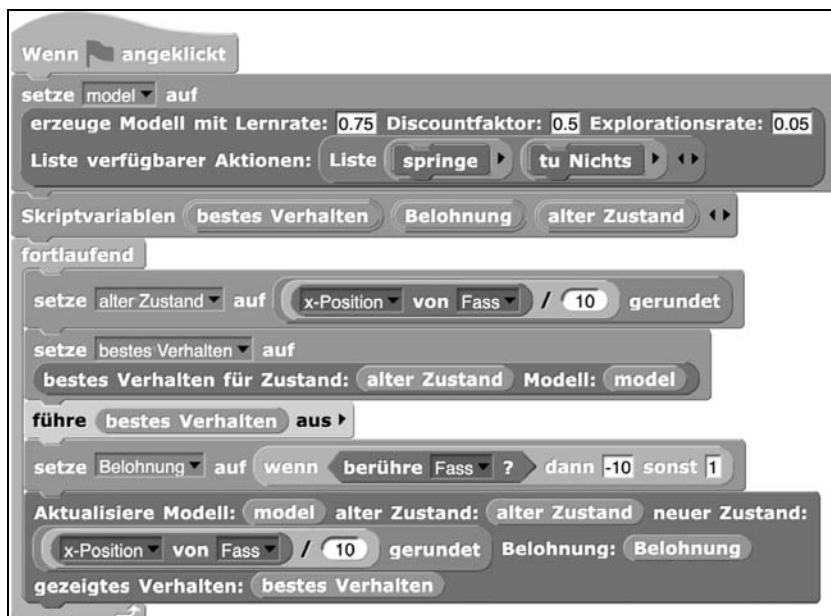 Wenn angeklickt
setze model auf
erzeuge Modell mit Lernrate: 0.75 Discountfaktor: 0.5 Explorationsrate: 0.05
Liste verfügbarer Aktionen: Liste springe tu Nichts
Skriptvariablen bestes Verhalten Belohnung alter Zustand
fortlaufend
setze alter Zustand auf x-Position von Fass / 10 gerundet
setze bestes Verhalten auf
bestes Verhalten für Zustand: alter Zustand Modell: model
führe bestes Verhalten aus
setze Belohnung auf wenn berühre Fass ? dann -10 sonst 1
Aktualisiere Modell: model alter Zustand: alter Zustand neuer Zustand:
x-Position von Fass / 10 gerundet Belohnung: Belohnung
gezeigtes Verhalten: bestes Verhalten